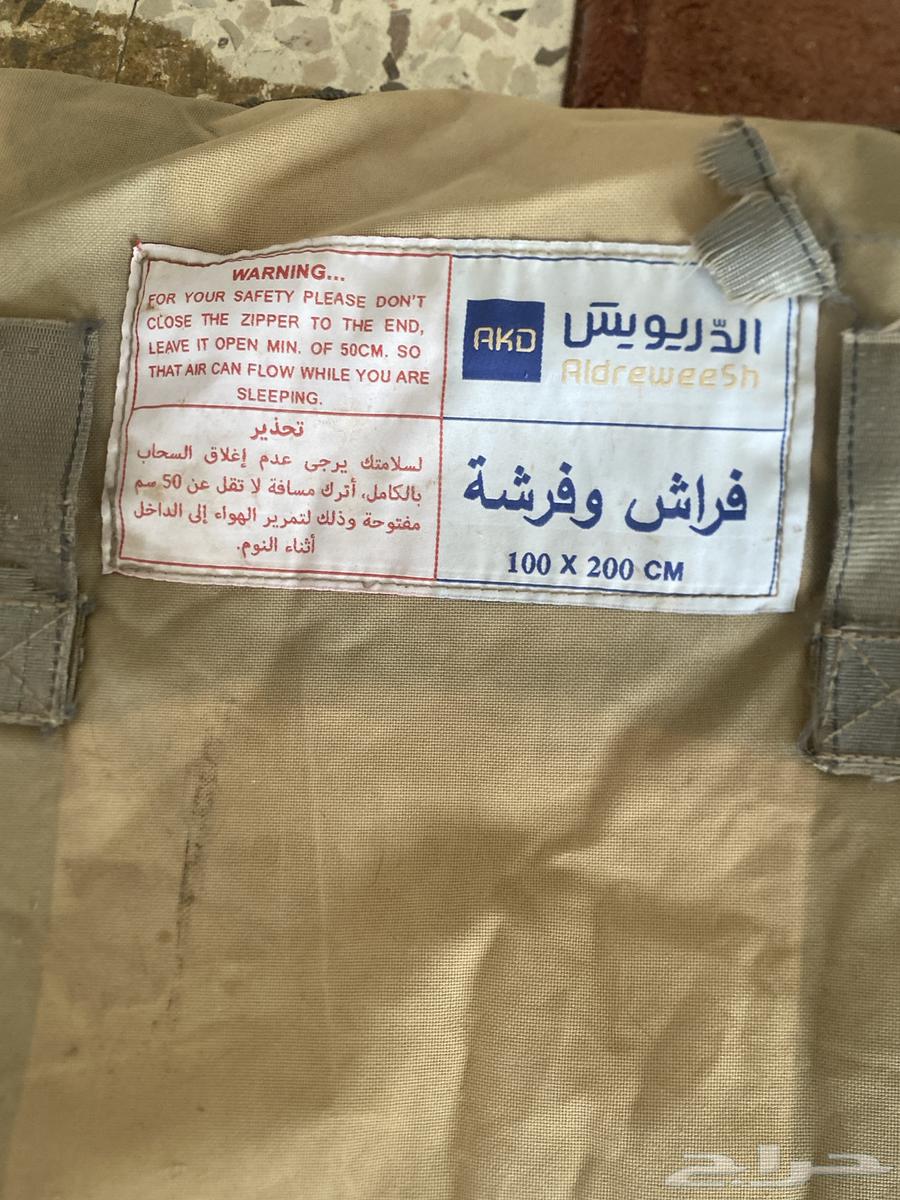 WARNING...
FOR YOUR SAFETY PLEASE DON'T
CLOSE THE ZIPPER TO THE END,
LEAVE IT OPEN MIN. OF 50CM. SO
THAT AIR CAN FLOW WHILE YOU ARE
SLEEPING.
تحذير
لسلامتك يرجى عدم إغلاق السحاب
بالكامل، أترك مسافة لا تقل عن 50 سم
مفتوحة وذلك لتمرير الهواء إلى الداخل
أثناء النوم.
AKD
الدّريويش
Aldreweesh
فراش وفرشة
100 X 200 CM
حراج